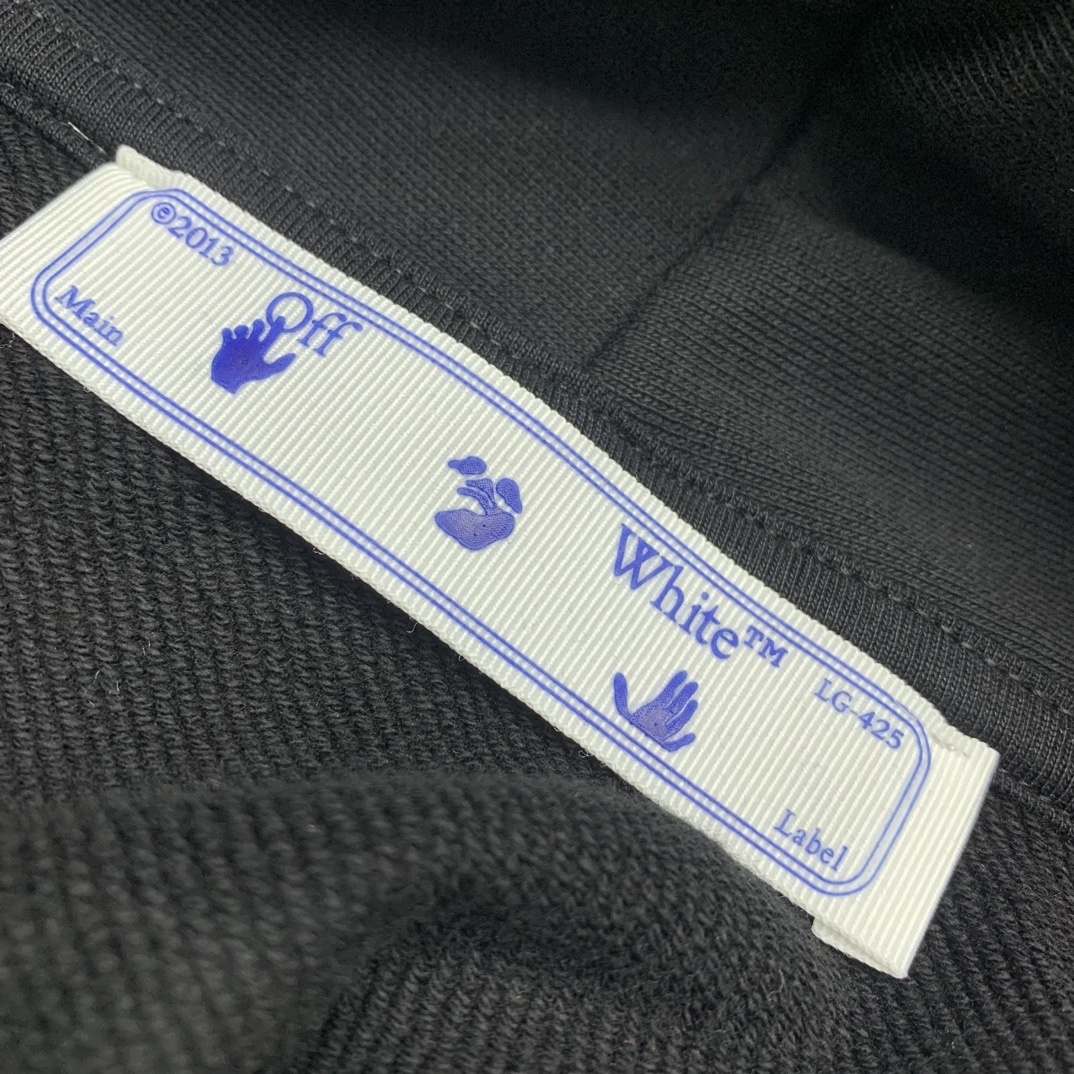 ©2013
Main
Off
White™
LG-425
Label